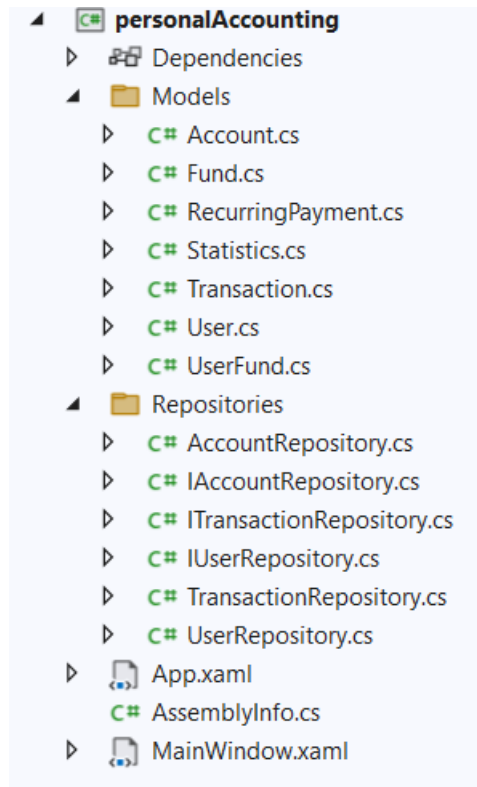 C# personalAccounting
Dependencies
Models
C# Account.cs
C# Fund.cs
C# RecurringPayment.cs
C# Statistics.cs
C# Transaction.cs
C# User.cs
C# UserFund.cs
Repositories
C# AccountRepository.cs
C# IAccountRepository.cs
C# ITransactionRepository.cs
C# IUserRepository.cs
C# TransactionRepository.cs
C# UserRepository.cs
App.xaml
C# AssemblyInfo.cs
MainWindow.xaml